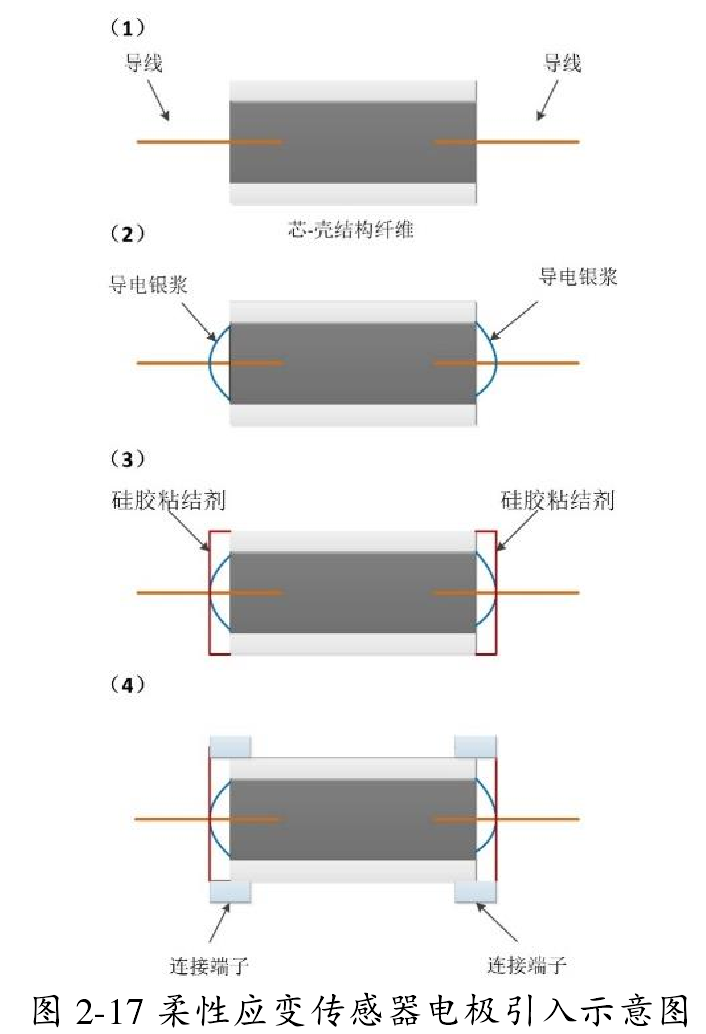 （1）
导线 导线
芯-壳结构纤维
（2）
导电银浆 导电银浆
（3）
硅胶粘结剂 硅胶粘结剂
（4）
连接端子 连接端子
图 2-17 柔性应变传感器电极引入示意图